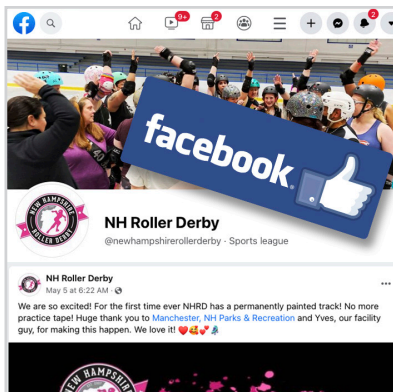 9+
2
2
40
facebook®
NEW HAMPSHIRE
ROLLER DERBY
NH Roller Derby
@newhampshirerollerderby · Sports league
NH Roller Derby
May 5 at 6:22 AM ·
We are so excited! For the first time ever NHRD has a permanently painted track! No more
practice tape! Huge thank you to Manchester, NH Parks & Recreation and Yves, our facility
guy, for making this happen. We love it!
NEW HAMPSHIRE